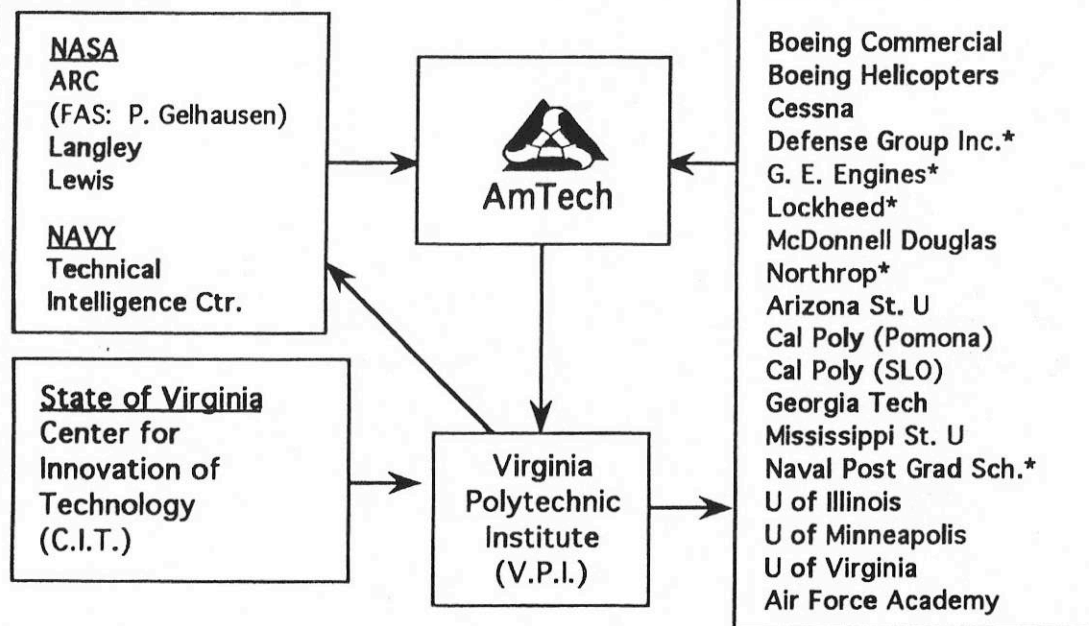 NASA
ARC
(FAS: P. Gelhausen)
Langley
Lewis
NAVY
Technical
Intelligence Ctr.
State of Virginia
Center for
Innovation of
Technology
(C.I.T.)
AmTech
Virginia
Polytechnic
Institute
(V.P.I.)
Boeing Commercial
Boeing Helicopters
Cessna
Defense Group Inc.*
G. E. Engines*
Lockheed*
McDonnell Douglas
Northrop*
Arizona St. U
Cal Poly (Pomona)
Cal Poly (SLO)
Georgia Tech
Mississippi St. U
Naval Post Grad Sch.*
U of Illinois
U of Minneapolis
U of Virginia
Air Force Academy